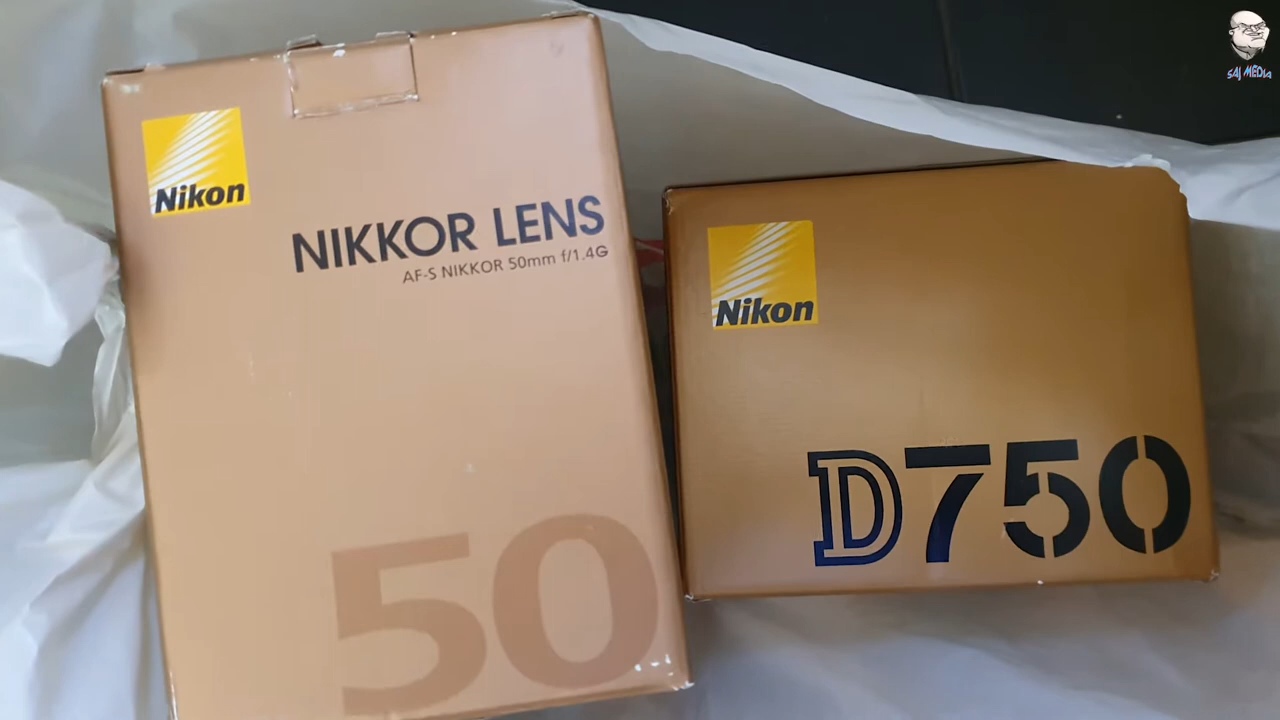 Nikon
NIKKOR LENS
AF-S NIKKOR 50mm f/1.4G
50
Nikon
D750
SAJ MEDIA